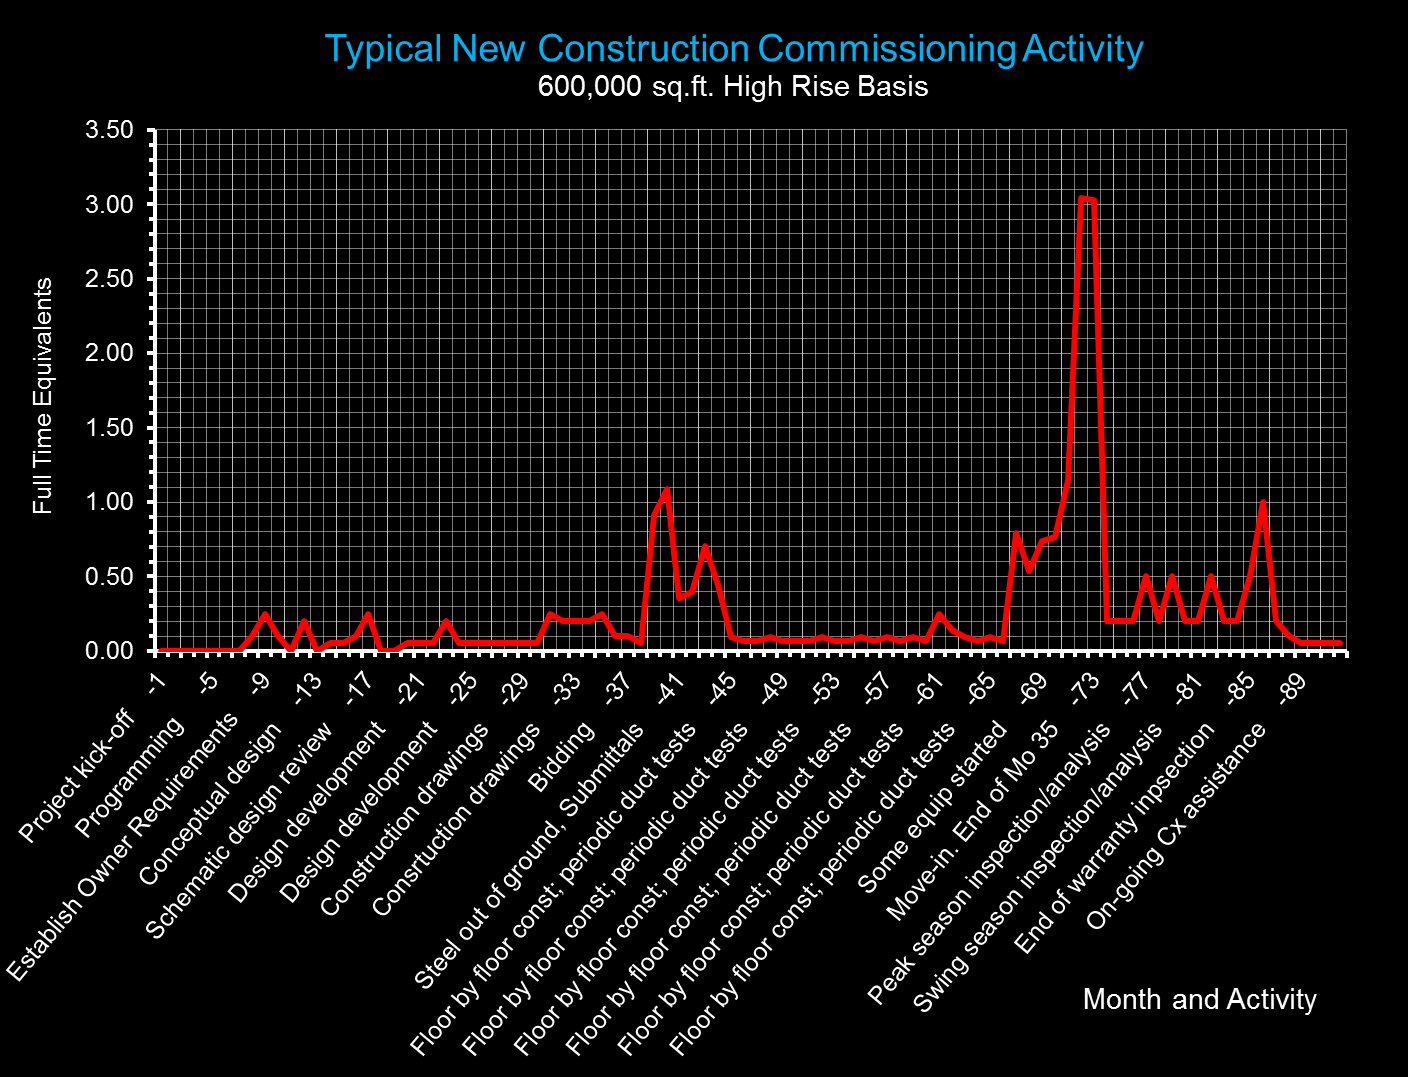 Typical New Construction Commissioning Activity
600,000 sq.ft. High Rise Basis
3.50
3.00
2.50
2.00
1.50
1.00
0.50
0.00
Full Time Equivalents
Project kick-off -1
Programming -5
Establish Owner Requirements -9
Conceptual design -13
Schematic design review -17
Design development -21
Design development -25
Construction drawings -29
Consrtuction drawings -33
Bidding -37
Steel out of ground, Submittals -41
Floor by floor const; periodic duct tests -45
Floor by floor const; periodic duct tests -49
Floor by floor const; periodic duct tests -53
Floor by floor const; periodic duct tests -57
Floor by floor const; periodic duct tests -61
Floor by floor const; periodic duct tests -65
Some equip started -69
Move-in. End of Mo 35 -73
Peak season inspection/analysis -77
Swing season inspection/analysis -81
End of warranty inpsection -85
On-going Cx assistance -89
Month and Activity